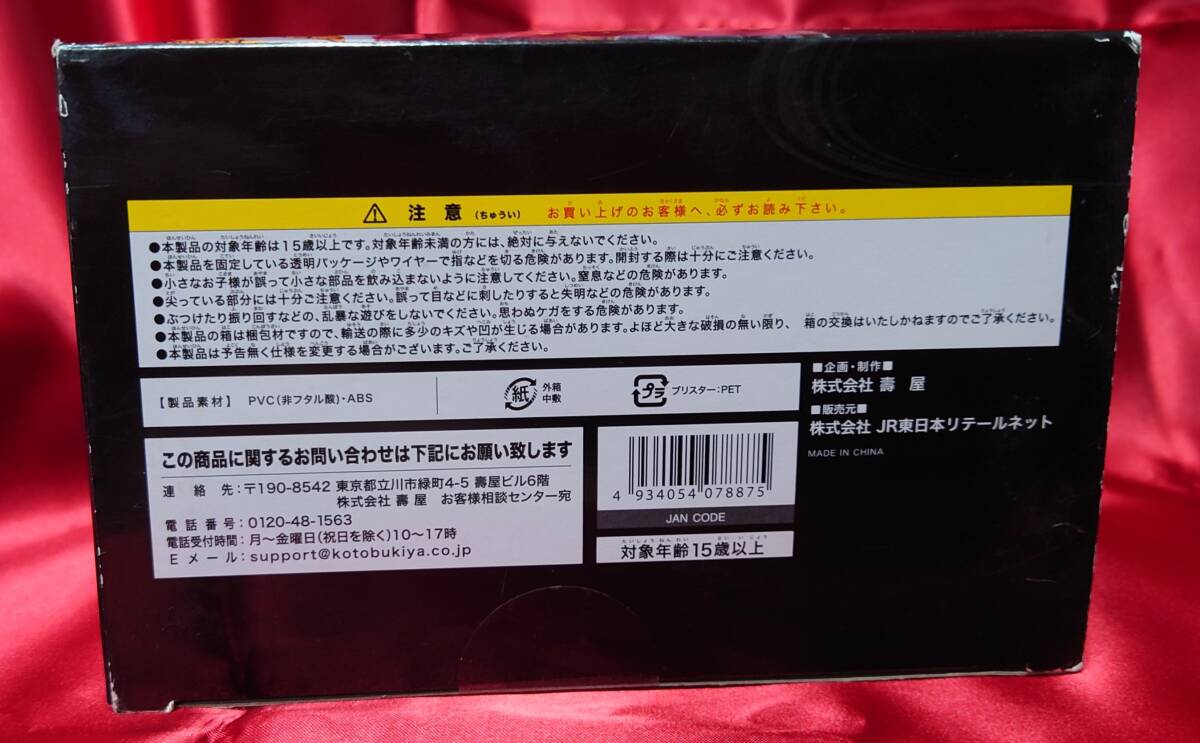 ⚠ 注 意 (ちゅうい) お買い上げのお客様へ、必ずお読み下さい。
●本製品の対象年齢は15歳以上です。対象年齢未満の方には、絶対に与えないでください。
●本製品を固定している透明パッケージやワイヤーで指などを切る危険があります。開封する際は十分にご注意ください。
●小さなお子様が誤って小さな部品を飲み込まないように注意してください。窒息などの危険があります。
●尖っている部分には十分ご注意ください。誤って目などに刺したりすると失明などの危険があります。
●ぶつけたり振り回すなどの、乱暴な遊びをしないでください。思わぬケガをする危険があります。
●本製品の箱は梱包材ですので、輸送の際に多少のキズや凹が生じる場合があります。よほど大きな破損の無い限り、 箱の交換はいたしかねますのでご了承ください。
●本製品は予告無く仕様を変更する場合がございます。ご了承ください。
【製品素材】 PVC(非フタル酸)・ABS
紙 外箱
中敷
プラ ブリスター:PET
■企画・制作■
株式会社 壽 屋
■販売元■
株式会社 JR東日本リテールネット
MADE IN CHINA
この商品に関するお問い合わせは下記にお願い致します
連 絡 先:〒190-8542 東京都立川市緑町4-5 壽屋ビル6階
株式会社 壽 屋 お客様相談センター宛
電 話 番 号:0120-48-1563
電話受付時間:月〜金曜日(祝日を除く)10〜17時
E メ ー ル:support@kotobukiya.co.jp
4 934054 078875
JAN CODE
対象年齢15歳以上